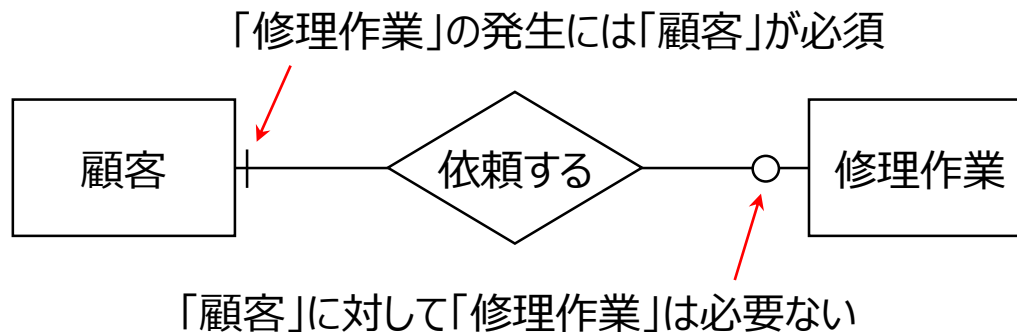 「修理作業」の発生には「顧客」が必須
顧客
依頼する
修理作業
「顧客」に対して「修理作業」は必要ない